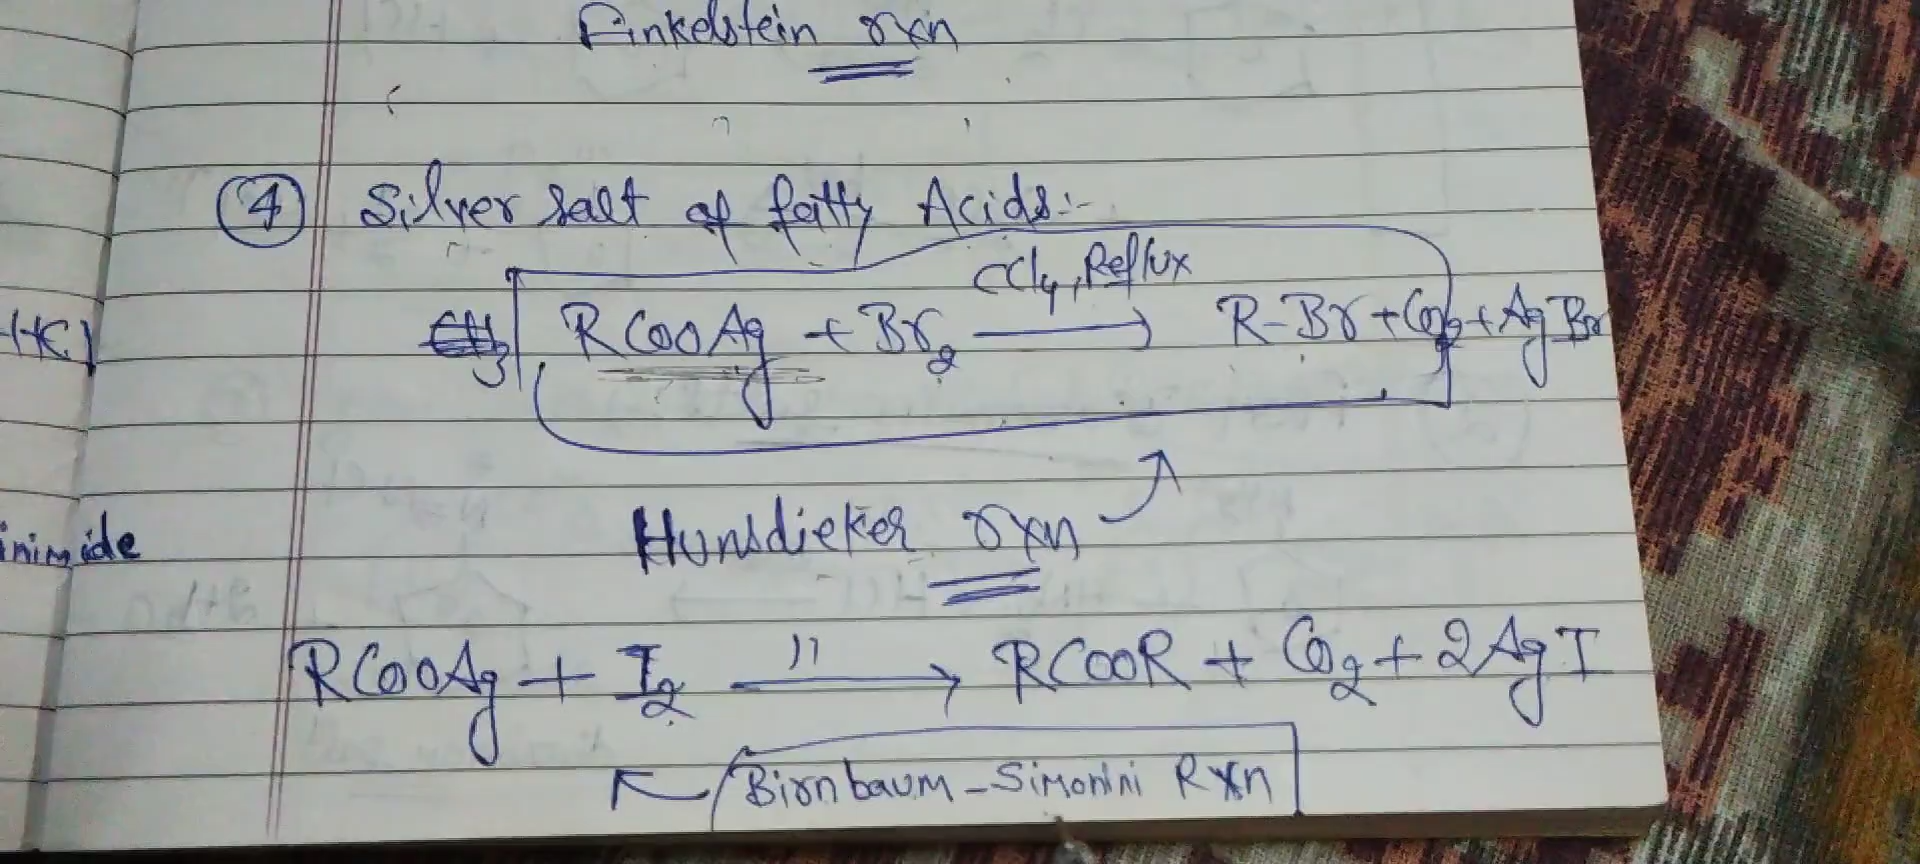 Finkelstein rxn
④ Silver salt of fatty Acids:-
CCl₄, Reflux
RCOOAg + Br₂ ⟶ R-Br + CO₂ + AgBr
HCl
Hunsdieker rxn
RCOOAg + I₂ —"→ RCOOR + CO₂ + 2AgI
Birnbaum-Simonini Rxn